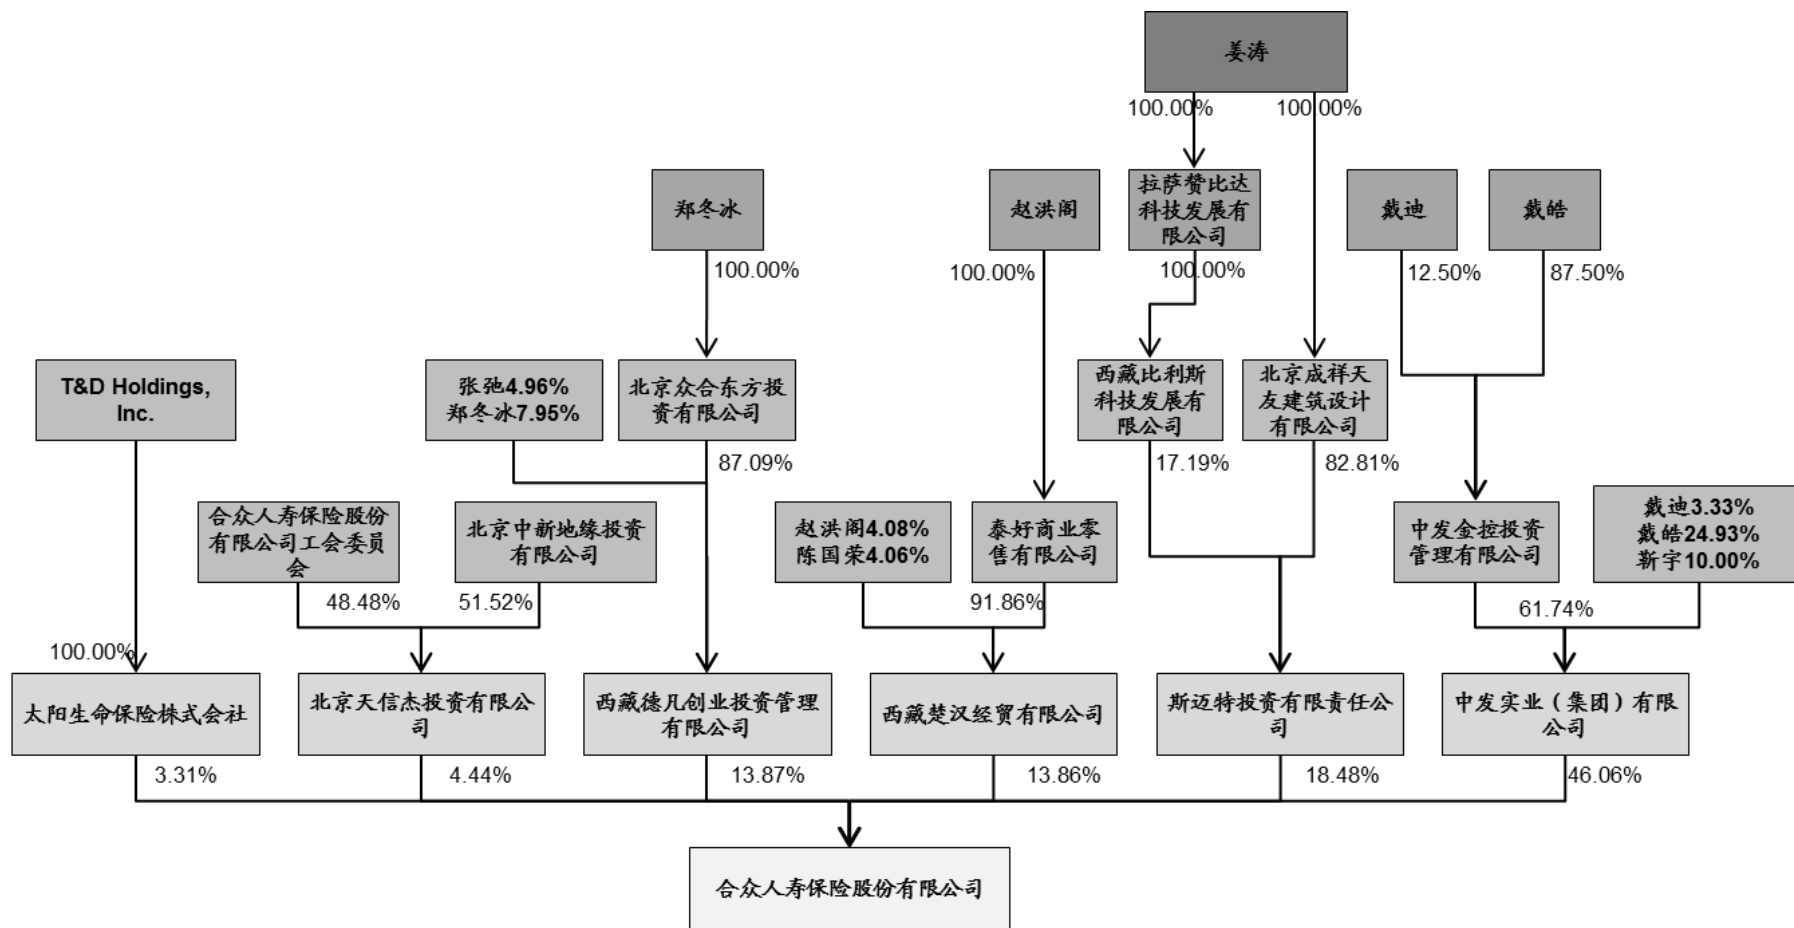 姜涛
100.00%
100.00%
郑冬冰
赵洪阁
拉萨赞比达
科技发展有
限公司
戴迪
戴皓
100.00%
100.00%
100.00%
12.50%
87.50%
T&D Holdings,
Inc.
张弛4.96%
郑冬冰7.95%
北京众合东方投
资有限公司
西藏比利斯
科技发展有
限公司
北京成祥天
友建筑设计
有限公司
87.09%
17.19%
82.81%
合众人寿保险股份
有限公司工会委员
会
北京中新地缘投资
有限公司
赵洪阁4.08%
陈国荣4.06%
泰好商业零
售有限公司
中发金控投资
管理有限公司
戴迪3.33%
戴皓24.93%
靳宇10.00%
48.48%
51.52%
91.86%
61.74%
100.00%
太阳生命保险株式会社
北京天信杰投资有限公
司
西藏德凡创业投资管理
有限公司
西藏楚汉经贸有限公司
斯迈特投资有限责任公
司
中发实业（集团）有限
公司
3.31%
4.44%
13.87%
13.86%
18.48%
46.06%
合众人寿保险股份有限公司